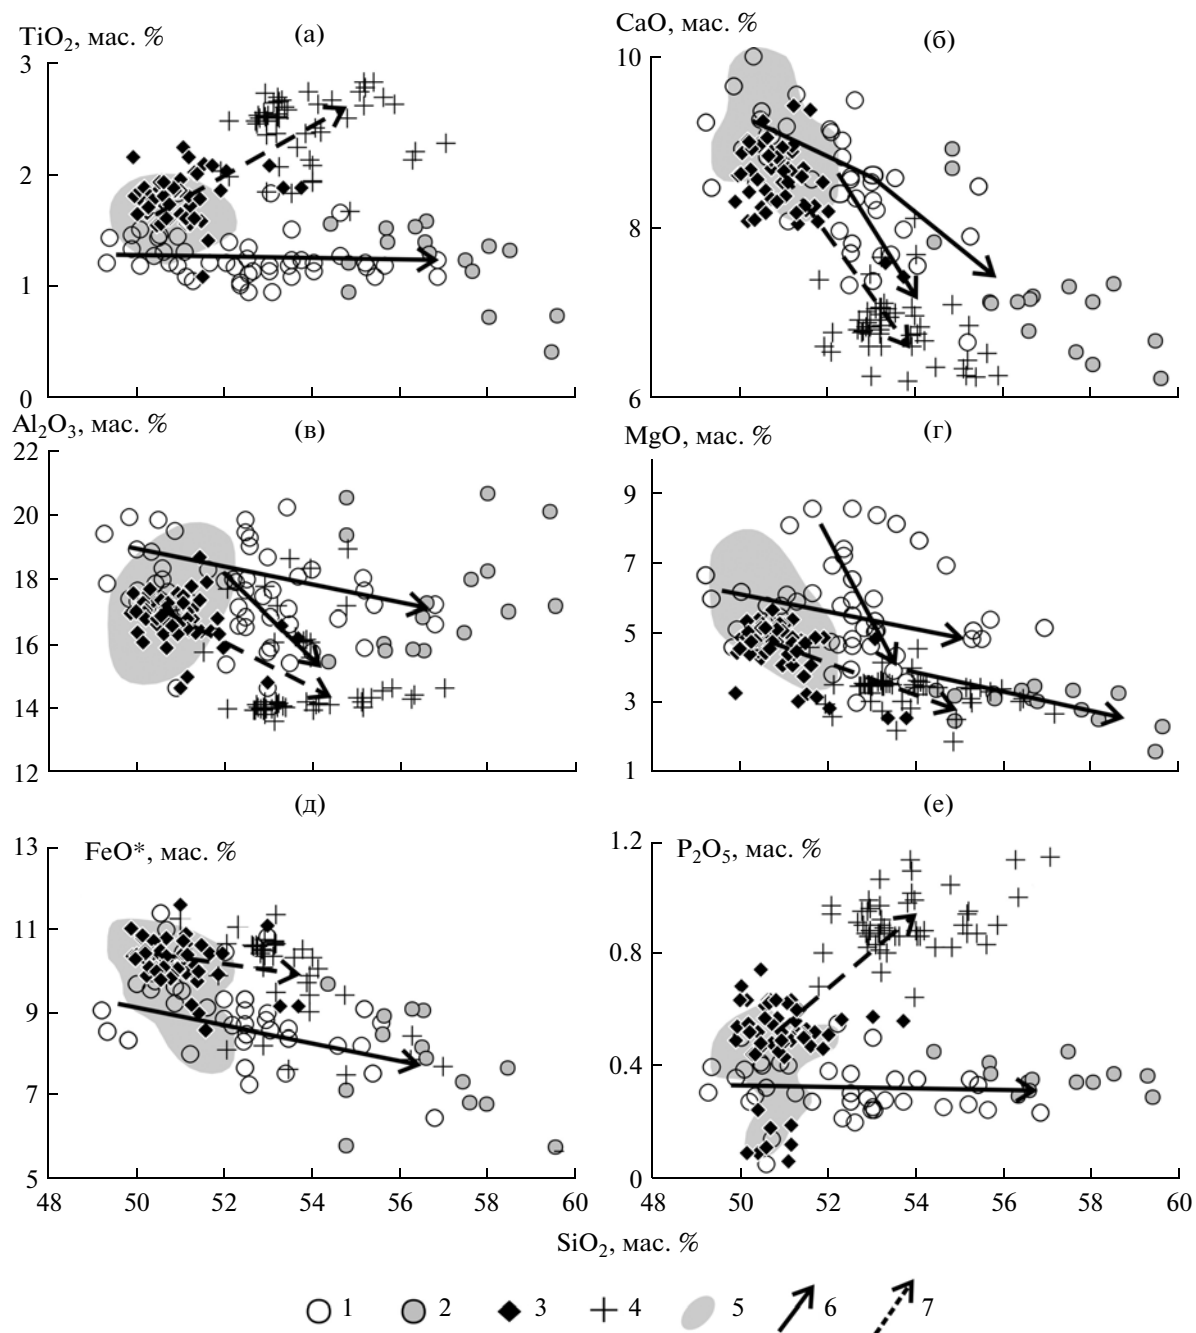 (а) (б)
TiO2, мас. % CaO, мас. %
3 10
2 8
1
0 6
(в) (г)
Al2O3, мас. % MgO, мас. %
22 9
20 7
18
16 5
14 3
12 1
(д) (е)
13 1.2
FeO*, мас. % P2O5, мас. %
11 0.8
9
7 0.4
5 0
48 50 52 54 56 58 60 48 50 52 54 56 58 60
SiO2, мас. %
1 2 3 4 5 6 7